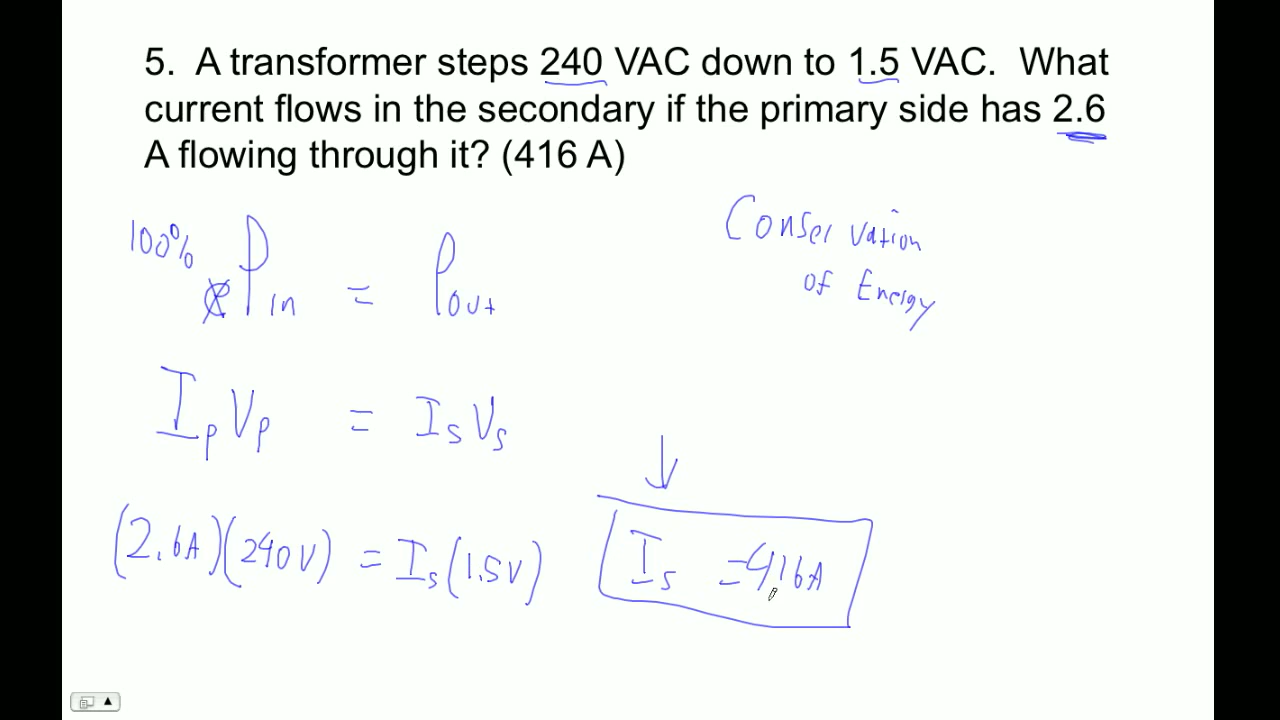 5. A transformer steps 240 VAC down to 1.5 VAC. What
current flows in the secondary if the primary side has 2.6
A flowing through it? (416 A)
100% Pin = Pout
Conservation
of Energy
IpVp = IsVs
(2.6A)(240V) = Is(1.5V)
Is = 416A